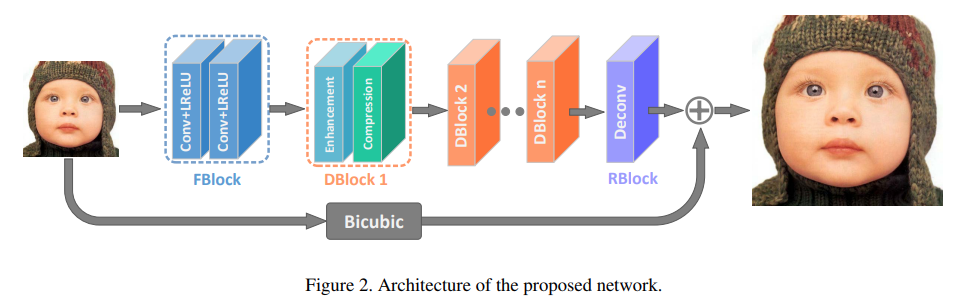 Conv+LReLU
Conv+LReLU
FBlock
Enhancement
Compression
DBlock 1
DBlock 2
DBlock n
Deconv
RBlock
Bicubic
Figure 2. Architecture of the proposed network.